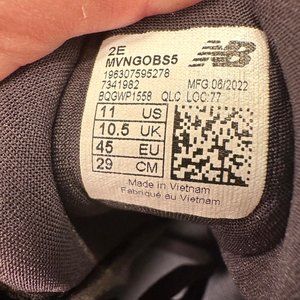 2E
MVNGOBS5
196307595278
7341982 MFG 06/2022
BQGWP1558 QLC LOC:77
11 US
10.5 UK
45 EU
29 CM
Made in Vietnam
Fabriqué au Vietnam